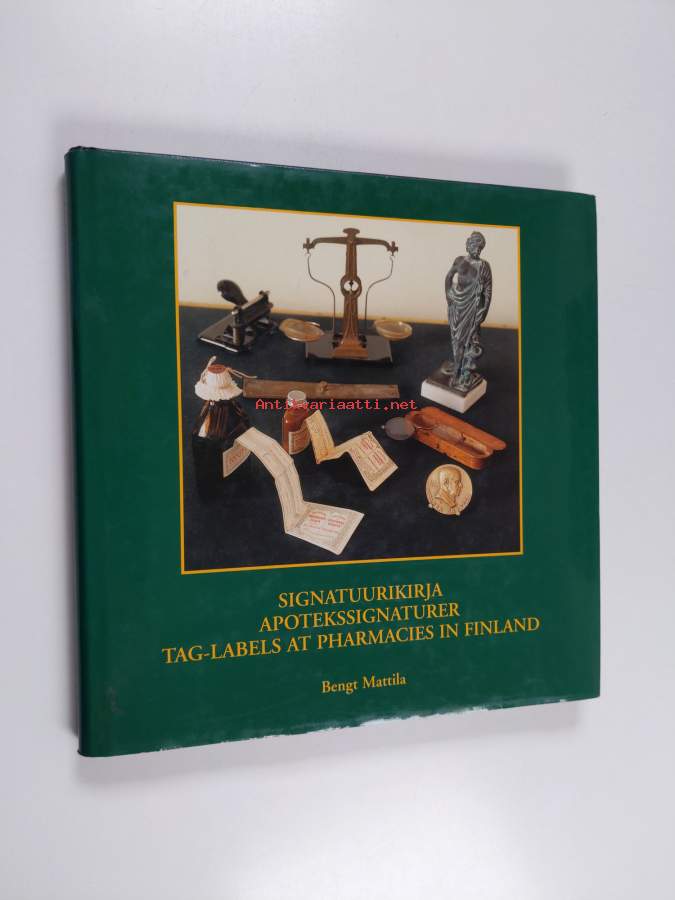 Antikvariaatti.net
SIGNATUURIKIRJA
APOTEKSSIGNATURER
TAG-LABELS AT PHARMACIES IN FINLAND
Bengt Mattila